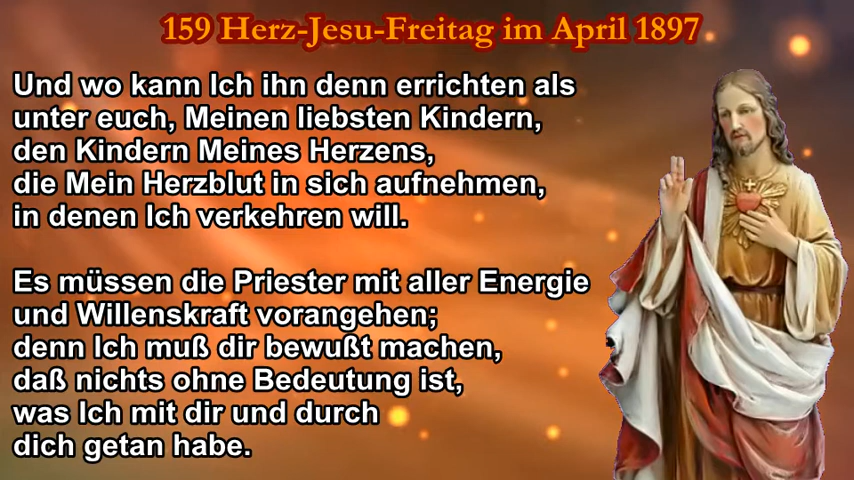 159 Herz-Jesu-Freitag im April 1897
Und wo kann Ich ihn denn errichten als
unter euch, Meinen liebsten Kindern,
den Kindern Meines Herzens,
die Mein Herzblut in sich aufnehmen,
in denen Ich verkehren will.
Es müssen die Priester mit aller Energie
und Willenskraft vorangehen;
denn Ich muß dir bewußt machen,
daß nichts ohne Bedeutung ist,
was Ich mit dir und durch
dich getan habe.